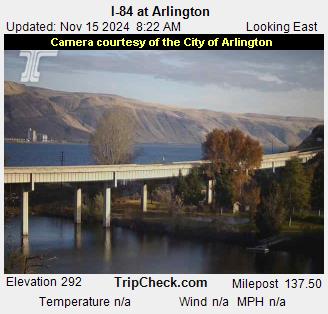 I-84 at Arlington
Updated: Nov 15 2024 8:22 AM Looking East
Camera courtesy of the City of Arlington
Elevation 292 TripCheck.com Milepost 137.50
Temperature n/a Wind n/a MPH n/a